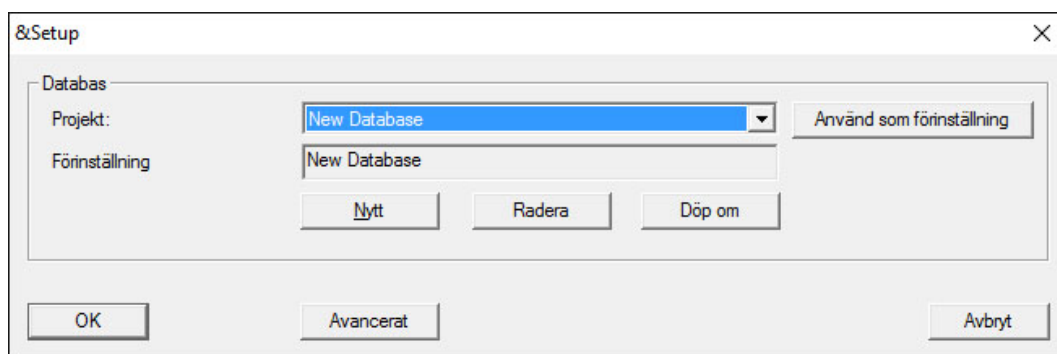 &Setup
Databas
Projekt: New Database Använd som förinställning
Förinställning New Database
Nytt Radera Döp om
OK Avancerat Avbryt